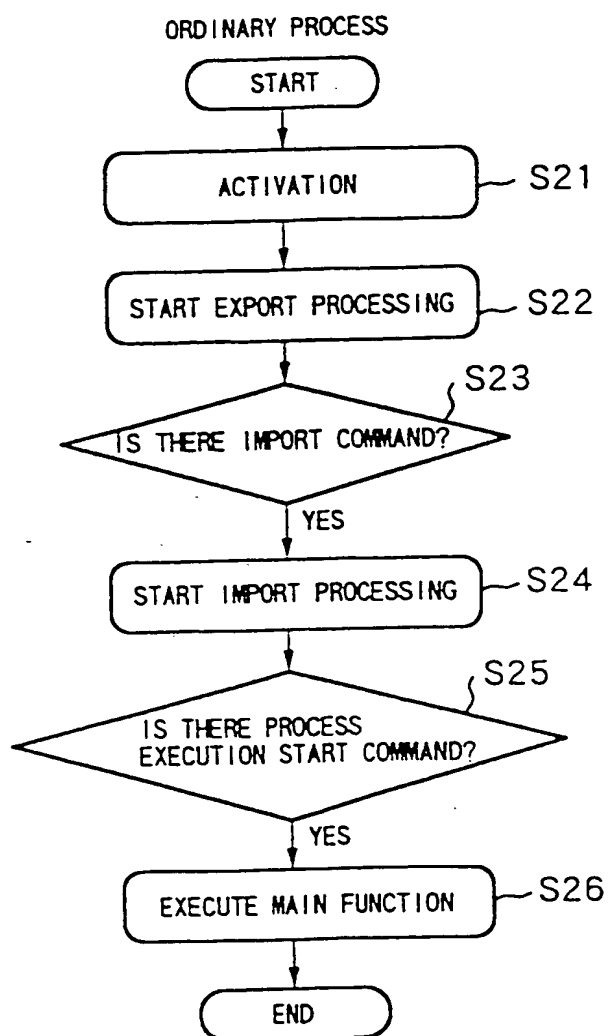 ORDINARY PROCESS
START
ACTIVATION
S21
START EXPORT PROCESSING
S22
S23
IS THERE IMPORT COMMAND?
YES
START IMPORT PROCESSING
S24
S25
IS THERE PROCESS
EXECUTION START COMMAND?
YES
EXECUTE MAIN FUNCTION
S26
END